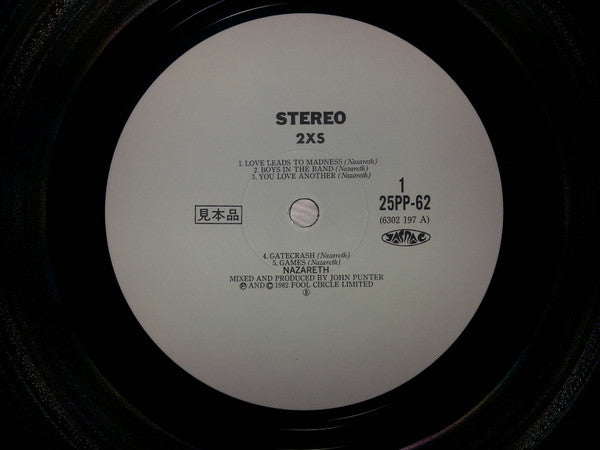 STEREO
2XS
1. LOVE LEADS TO MADNESS (Nazareth)
2. BOYS IN THE BAND (Nazareth)
3. YOU LOVE ANOTHER (Nazareth)
見本品
1
25PP-62
(6302 197 A)
JASRAC
4. GATECRASH (Nazareth)
5. GAMES (Nazareth)
NAZARETH
MIXED AND PRODUCED BY JOHN PUNTER
Ⓟ AND © 1982 FOOL CIRCLE LIMITED
Ⓢ